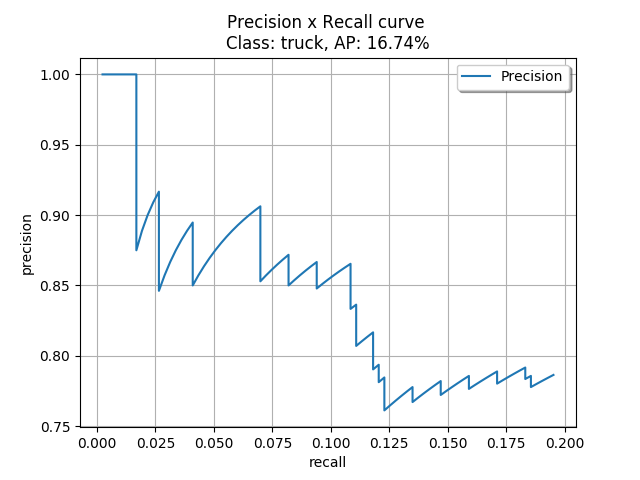 Precision x Recall curve
Class: truck, AP: 16.74%
Precision
1.00
0.95
0.90
0.85
0.80
0.75
precision
0.000 0.025 0.050 0.075 0.100 0.125 0.150 0.175 0.200
recall